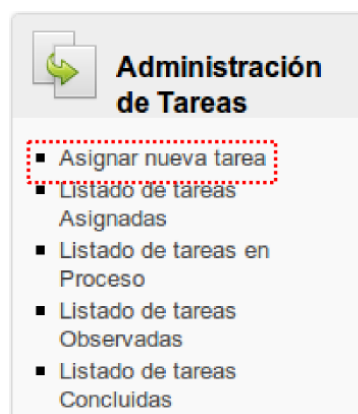 Administración
de Tareas
Asignar nueva tarea
Listado de tareas
Asignadas
Listado de tareas en
Proceso
Listado de tareas
Observadas
Listado de tareas
Concluidas